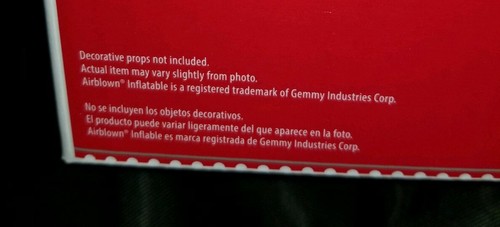 Decorative props not included.
Actual item may vary slightly from photo.
Airblown® Inflatable is a registered trademark of Gemmy Industries Corp.
No se incluyen los objetos decorativos.
El producto puede variar ligeramente del que aparece en la foto.
Airblown® Inflable es marca registrada de Gemmy Industries Corp.